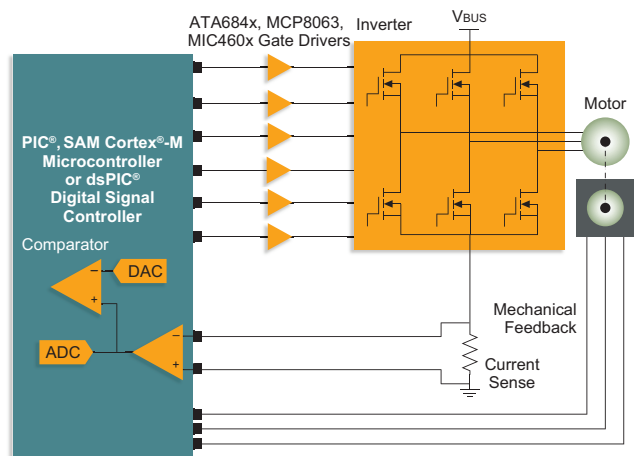 ATA684x, MCP8063,
MIC460x Gate Drivers
Inverter
VBUS
Motor
PIC®, SAM Cortex®-M
Microcontroller
or dsPIC®
Digital Signal
Controller
Comparator
–
DAC
+
ADC
–
+
Mechanical
Feedback
Current
Sense